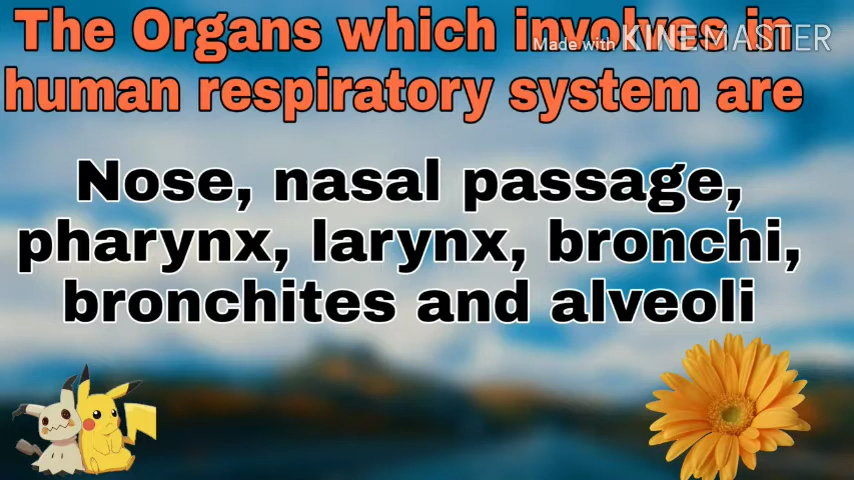 The Organs which involves in
Made with KINEMASTER
human respiratory system are
Nose, nasal passage,
pharynx, larynx, bronchi,
bronchites and alveoli